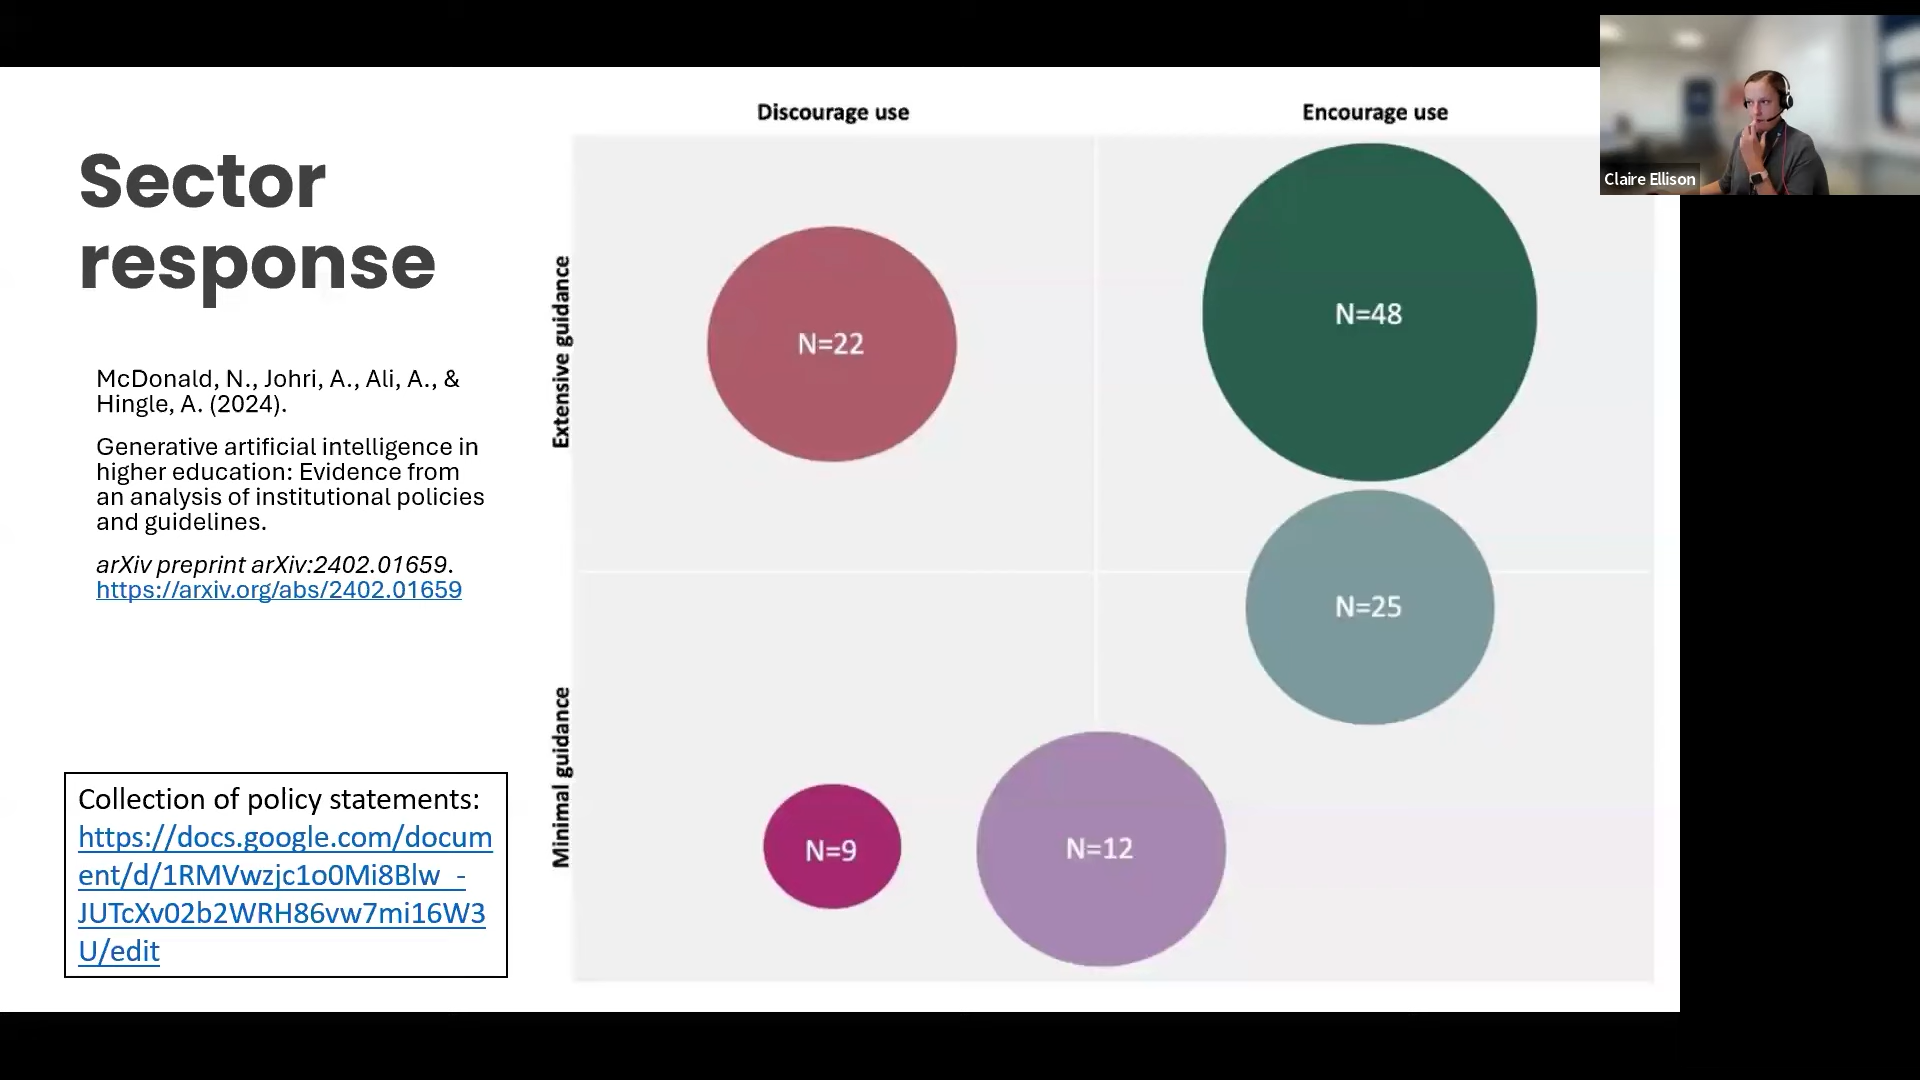 Sector
response
McDonald, N., Johri, A., Ali, A., &
Hingle, A. (2024).
Generative artificial intelligence in
higher education: Evidence from
an analysis of institutional policies
and guidelines.
arXiv preprint arXiv:2402.01659.
https://arxiv.org/abs/2402.01659
Collection of policy statements:
https://docs.google.com/docum
ent/d/1RMVwzjc1o0Mi8Blw_-
JUTcXv02b2WRH86vw7mi16W3
U/edit
Discourage use
Encourage use
Extensive guidance
Minimal guidance
N=22
N=48
N=25
N=9
N=12
Claire Ellison